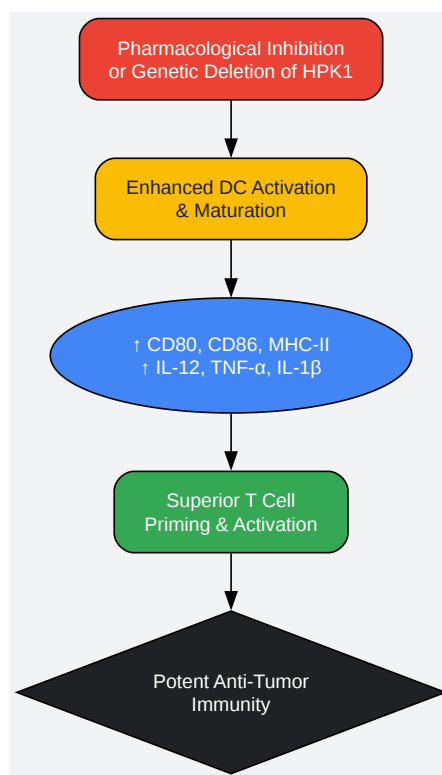 Pharmacological Inhibition
or Genetic Deletion of HPK1
Enhanced DC Activation
& Maturation
↑ CD80, CD86, MHC-II
↑ IL-12, TNF-α, IL-1β
Superior T Cell
Priming & Activation
Potent Anti-Tumor
Immunity